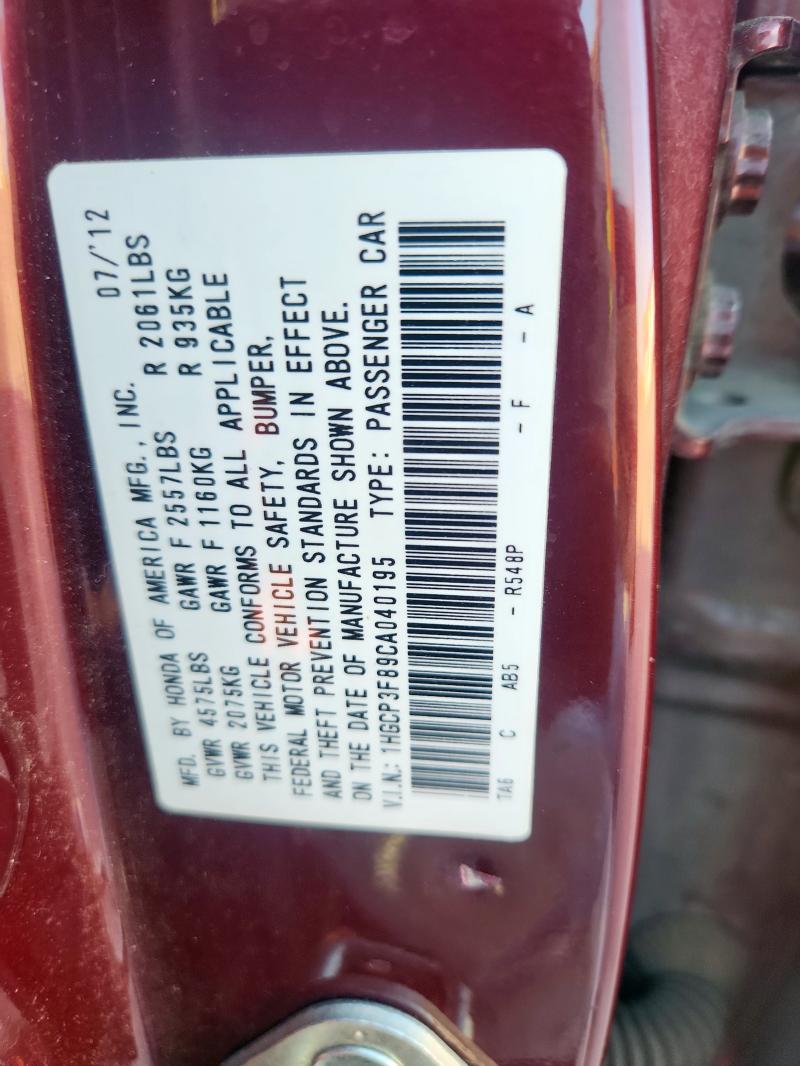 MFD. BY HONDA OF AMERICA MFG., INC. 07/'12
GVWR 4575LBS GAWR F 2557LBS R 2061LBS
GVWR 2075KG GAWR F 1160KG R 935KG
THIS VEHICLE CONFORMS TO ALL APPLICABLE
FEDERAL MOTOR VEHICLE SAFETY, BUMPER,
AND THEFT PREVENTION STANDARDS IN EFFECT
ON THE DATE OF MANUFACTURE SHOWN ABOVE.
V.I.N.: 1HGCP3F89CA040195 TYPE: PASSENGER CAR
TA6 C AB5 - R548P - F - A